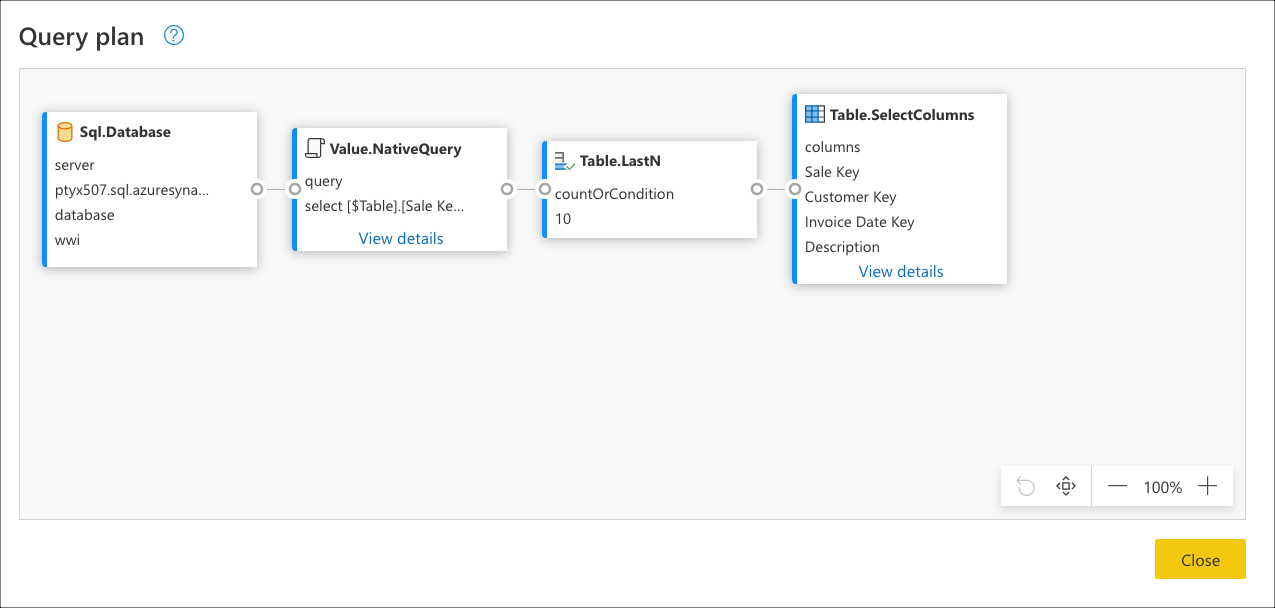 Query plan ?
Sql.Database
server
ptyx507.sql.azuresyna...
database
wwi
Value.NativeQuery
query
select [$Table].[Sale Ke...
View details
Table.LastN
countOrCondition
10
Table.SelectColumns
columns
Sale Key
Customer Key
Invoice Date Key
Description
View details
100%
Close